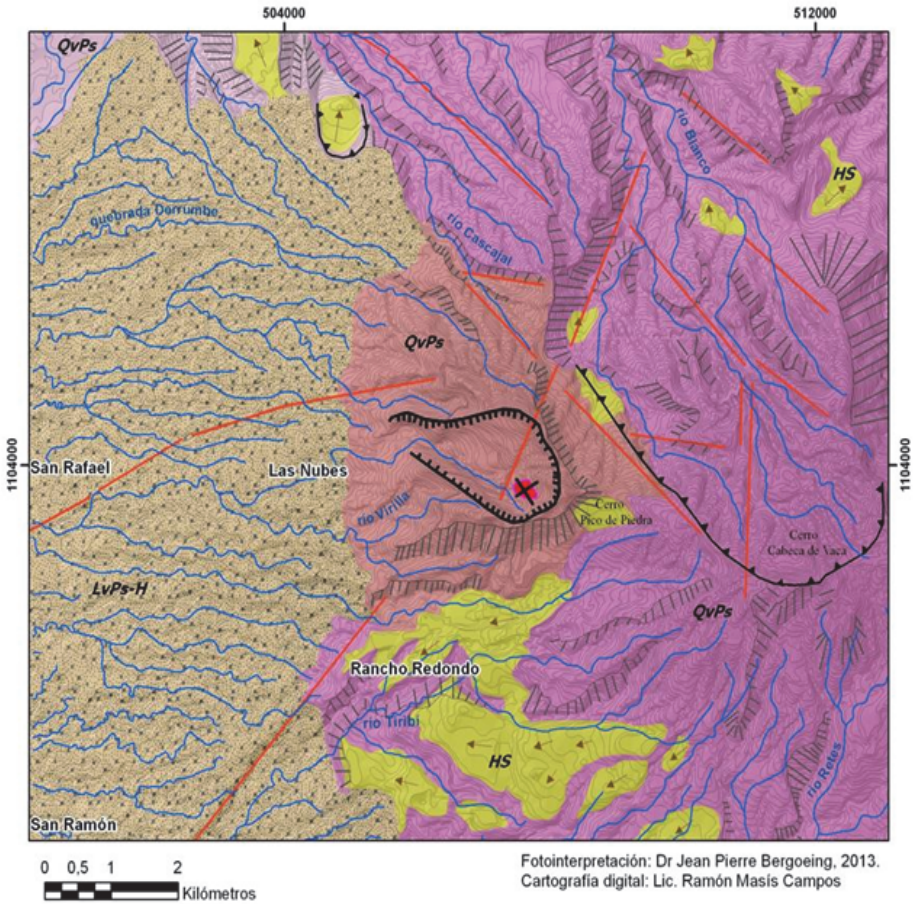 504000
512000
QvPs
río Blanco
HS
quebrada Derrumbe
río Cascajal
QvPs
1104000
San Rafael
Las Nubes
1104000
río Virilla
Cerro
Pico de Piedra
Cerro
Cabeca de Vaca
LvPs-H
QvPs
Rancho Redondo
río Tiribí
HS
río Retes
San Ramón
0 0,5 1 2
Kilómetros
Fotointerpretación: Dr Jean Pierre Bergoeing, 2013.
Cartografía digital: Lic. Ramón Masís Campos